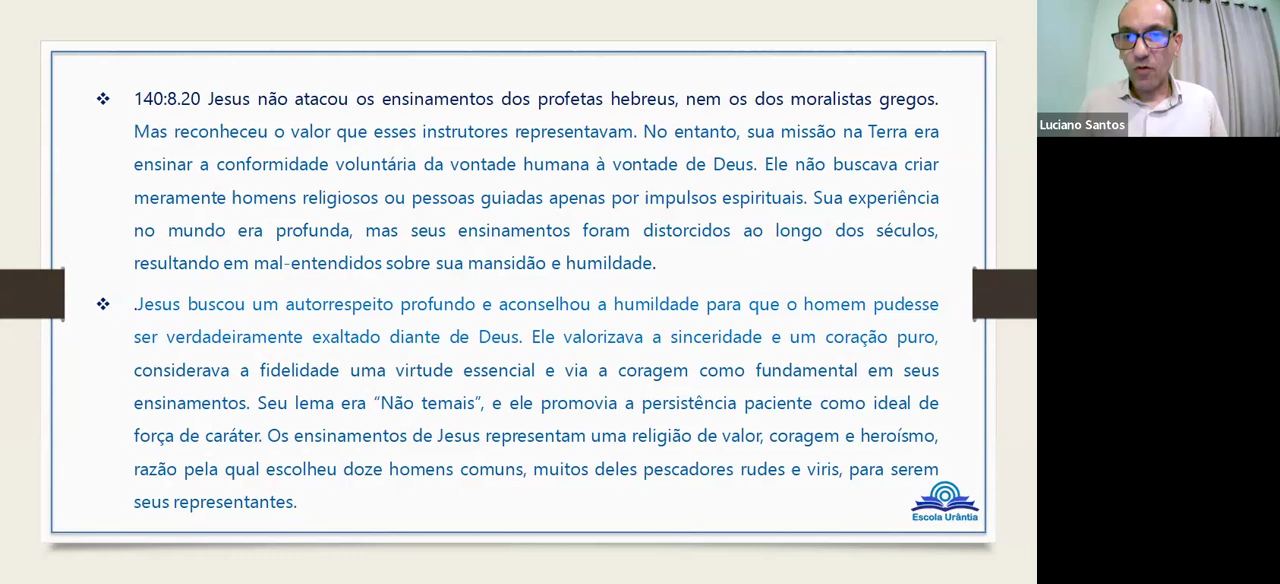 140:8.20 Jesus não atacou os ensinamentos dos profetas hebreus, nem os dos moralistas gregos.
Mas reconheceu o valor que esses instrutores representavam. No entanto, sua missão na Terra era
ensinar a conformidade voluntária da vontade humana à vontade de Deus. Ele não buscava criar
meramente homens religiosos ou pessoas guiadas apenas por impulsos espirituais. Sua experiência
no mundo era profunda, mas seus ensinamentos foram distorcidos ao longo dos séculos,
resultando em mal-entendidos sobre sua mansidão e humildade.
.Jesus buscou um autorrespeito profundo e aconselhou a humildade para que o homem pudesse
ser verdadeiramente exaltado diante de Deus. Ele valorizava a sinceridade e um coração puro,
considerava a fidelidade uma virtude essencial e via a coragem como fundamental em seus
ensinamentos. Seu lema era “Não temais”, e ele promovia a persistência paciente como ideal de
força de caráter. Os ensinamentos de Jesus representam uma religião de valor, coragem e heroísmo,
razão pela qual escolheu doze homens comuns, muitos deles pescadores rudes e viris, para serem
seus representantes.
Escola Urântia
Luciano Santos